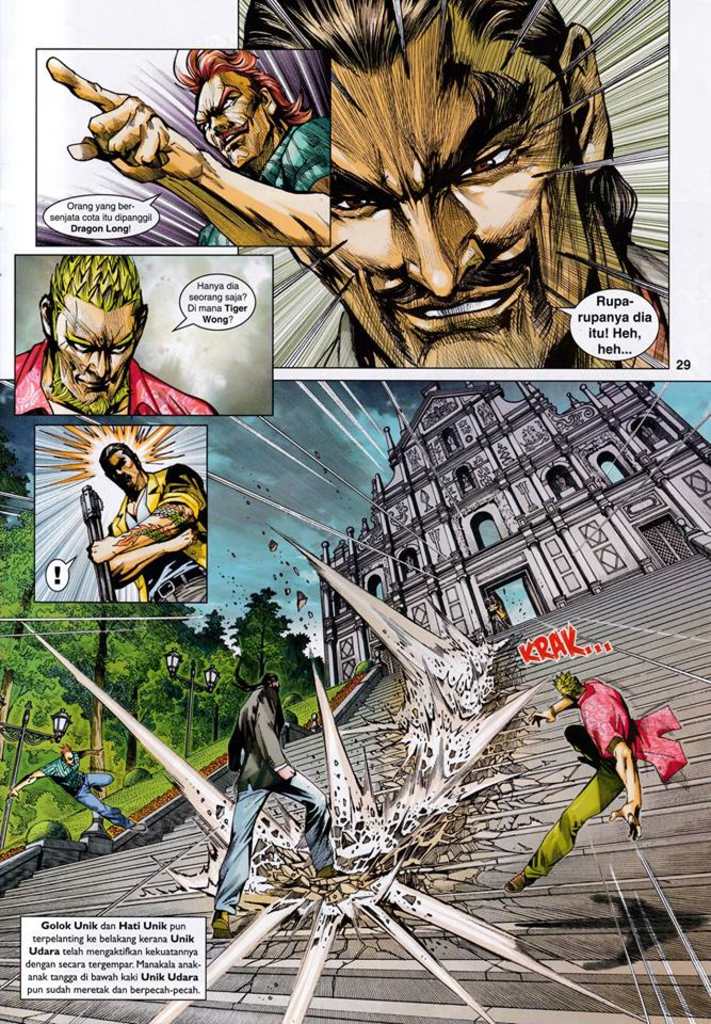 Orang yang ber-
senjata cota itu dipanggil
Dragon Long!
Rupa-
rupanya dia
itu! Heh,
heh...
29
Hanya dia
seorang saja?
Di mana Tiger
Wong?
!
KRAK...
Golok Unik dan Hati Unik pun
terpelanting ke belakang kerana Unik
Udara telah mengaktifkan kekuatannya
dengan secara tergempar. Manakala anak-
anak tangga di bawah kaki Unik Udara
pun sudah meretak dan berpecah-pecah.